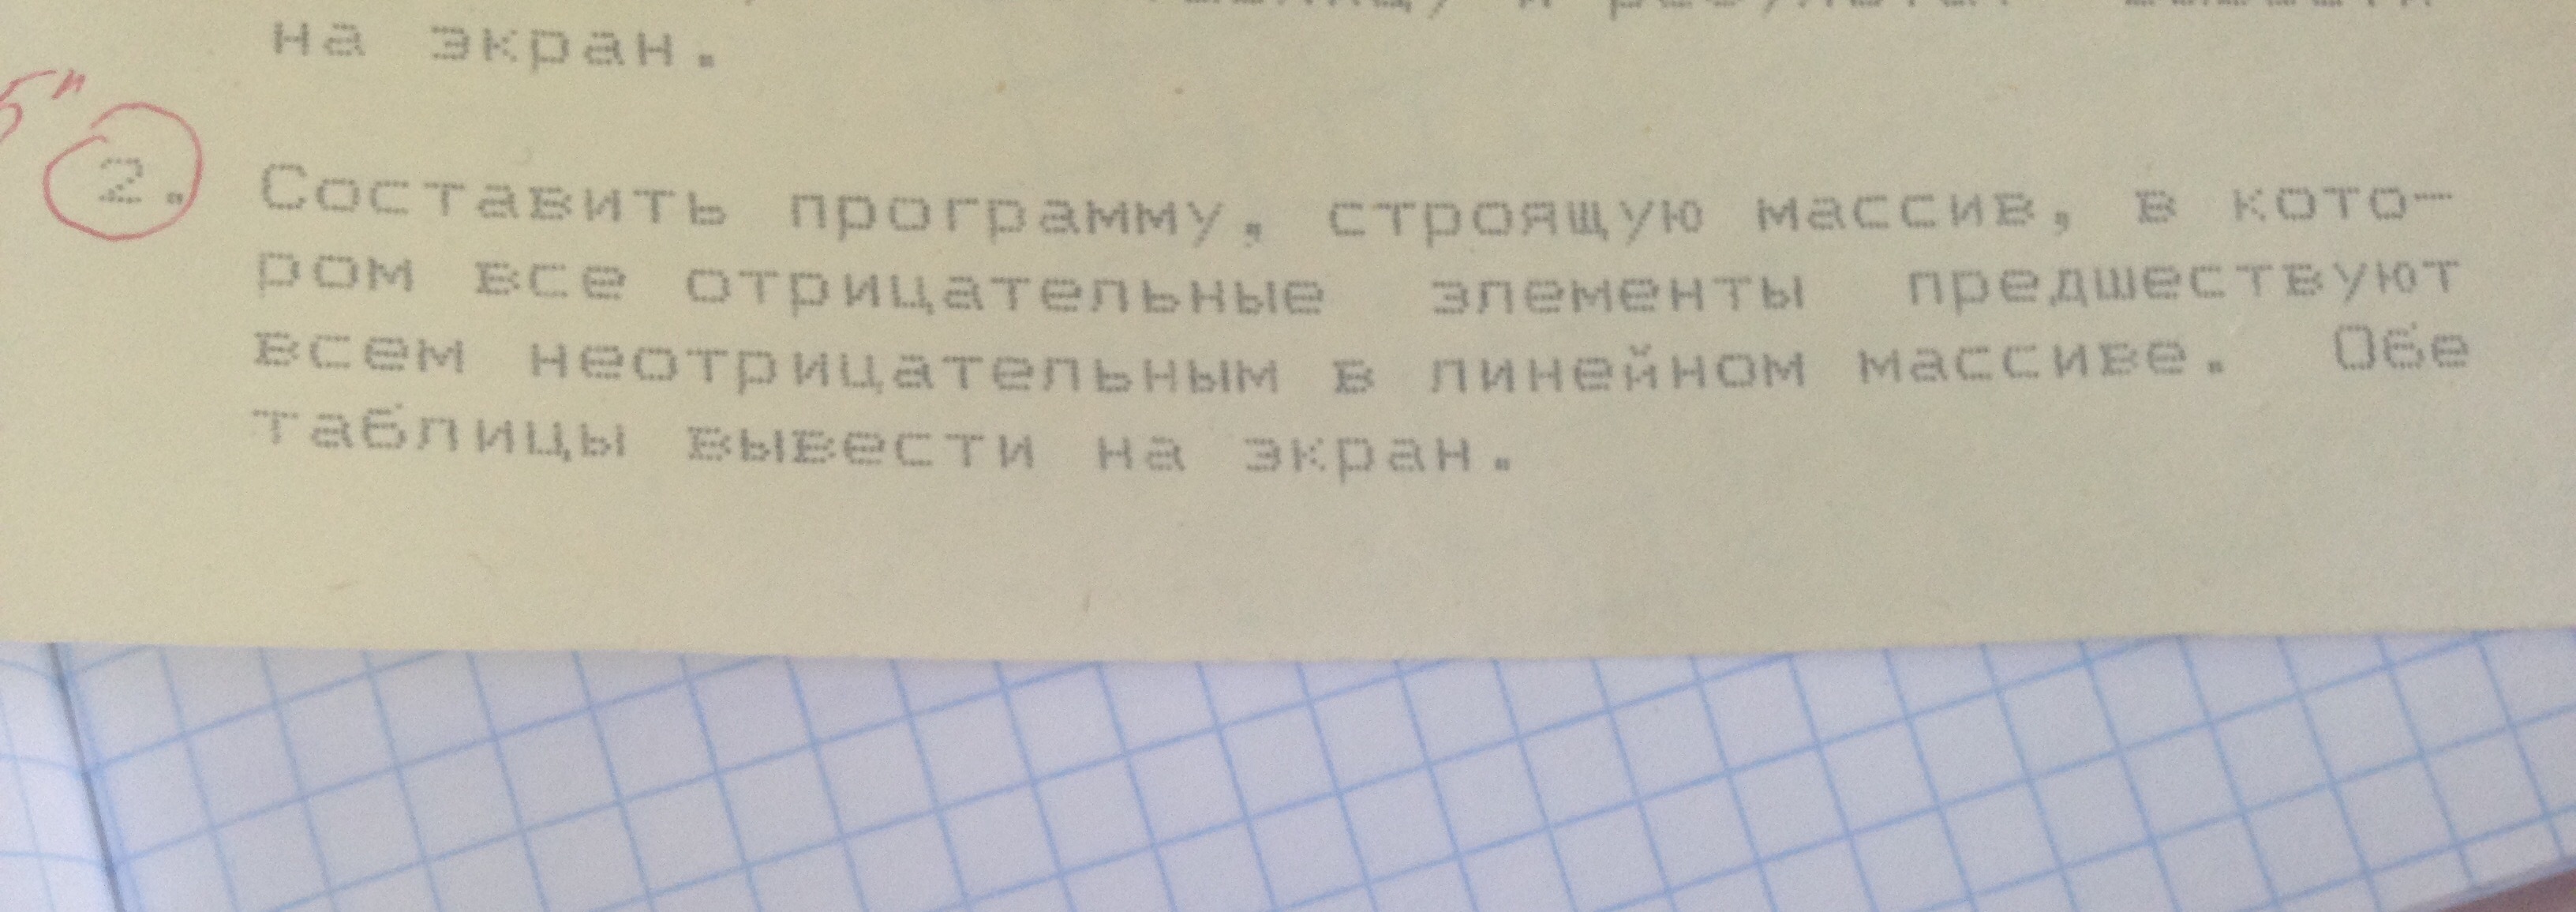 на экран.
5"
2. Составить программу, строящую массив, в кото-
ром все отрицательные элементы предшествуют
всем неотрицательным в линейном массиве. Обе
таблицы вывести на экран.